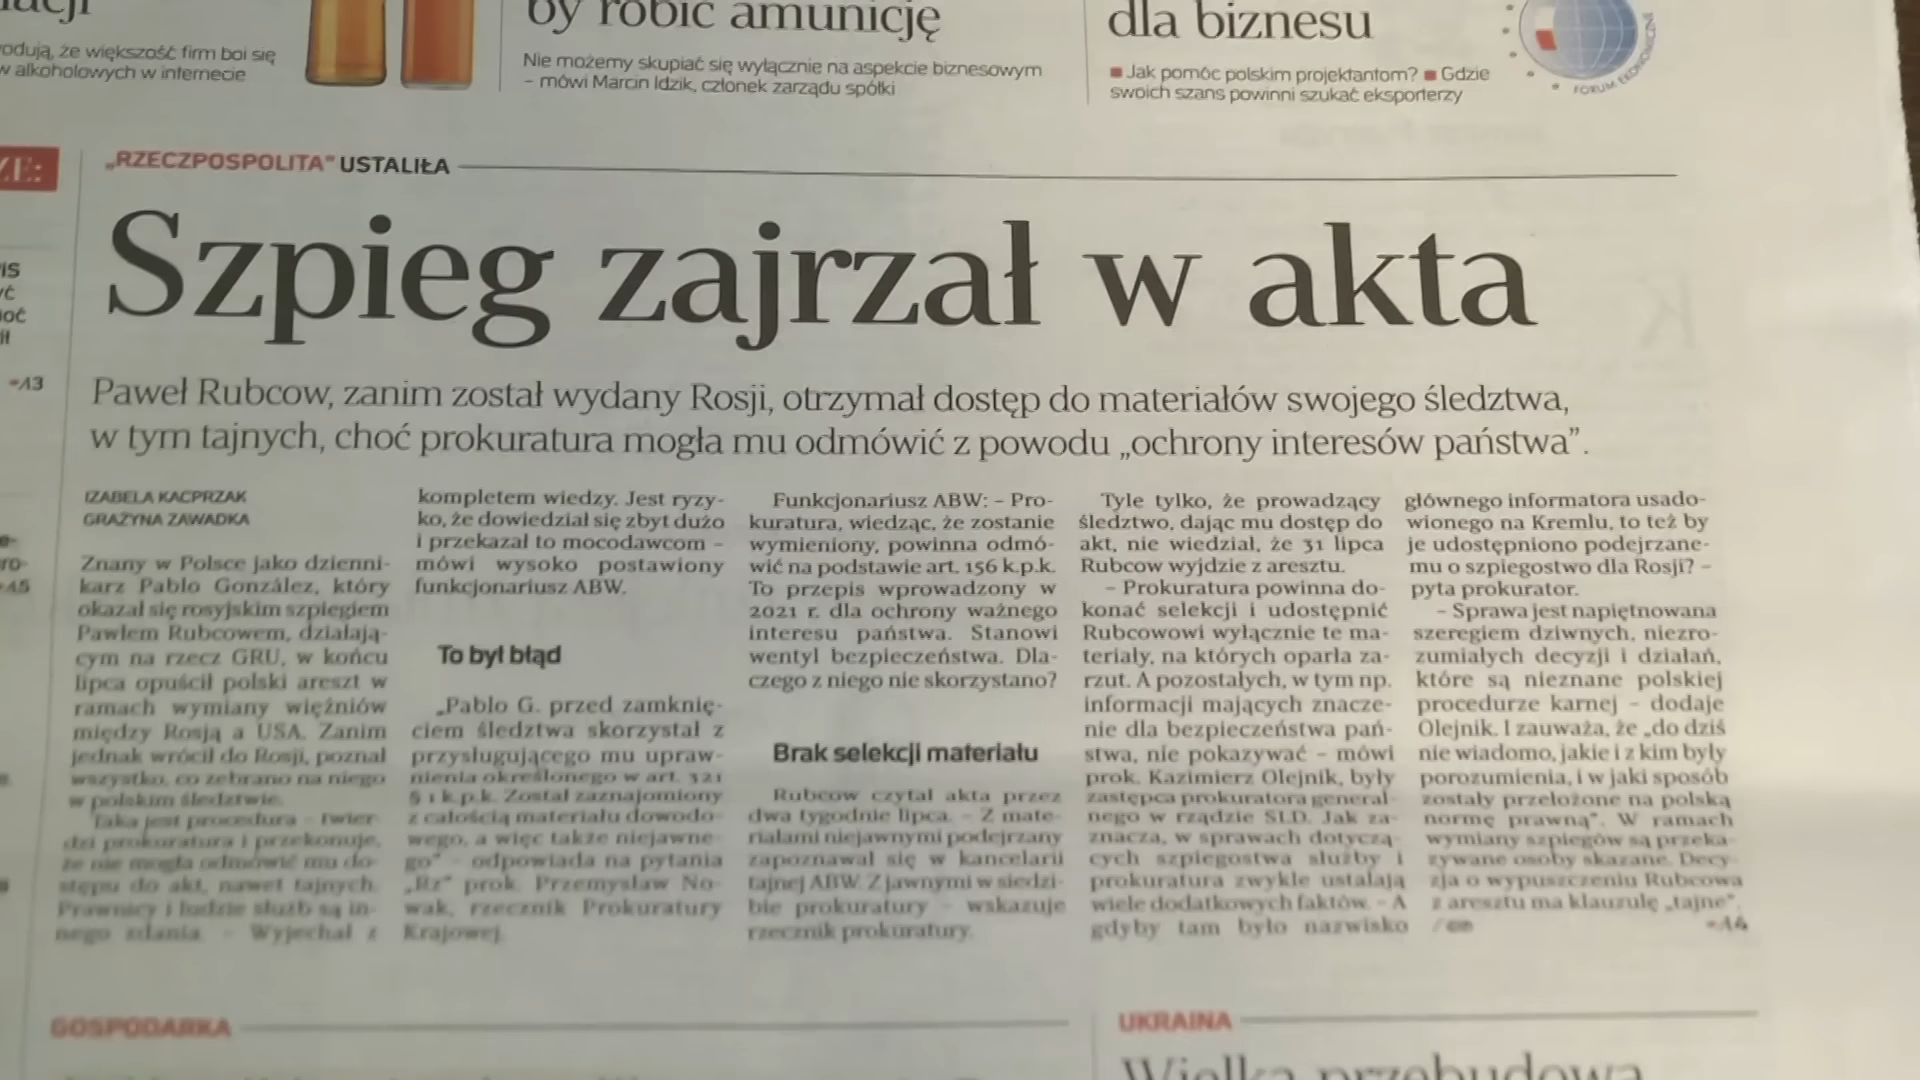 acji
wodują, że większość firm boi się
w alkoholowych w internecie
by robić amunicję
Nie możemy skupiać się wyłącznie na aspekcie biznesowym
– mówi Marcin Idzik, członek zarządu spółki
dla biznesu
■ Jak pomóc polskim projektantom? ■ Gdzie
swoich szans powinni szukać eksporterzy
FORUM EKONOMICZNE
ZE:
„RZECZPOSPOLITA” USTALIŁA
Szpieg zajrzał w akta
Paweł Rubcow, zanim został wydany Rosji, otrzymał dostęp do materiałów swojego śledztwa,
w tym tajnych, choć prokuratura mogła mu odmówić z powodu „ochrony interesów państwa”.
A3
A5
IZABELA KACPRZAK
GRAŻYNA ZAWADKA
Znany w Polsce jako dzienni-
karz Pablo González, który
okazał się rosyjskim szpiegiem
Pawłem Rubcowem, działają-
cym na rzecz GRU, w końcu
lipca opuścił polski areszt w
ramach wymiany więźniów
między Rosją a USA. Zanim
jednak wrócił do Rosji, poznał
wszystko, co zebrano na niego
w polskim śledztwie.
Taka jest procedura – twier-
dzi prokuratura i przekonuje,
że nie mogła odmówić mu do-
stępu do akt, nawet tajnych.
Prawnicy i ludzie służb są in-
nego zdania. – Wyjechał z
kompletem wiedzy. Jest ryzy-
ko, że dowiedział się zbyt dużo
i przekazał to mocodawcom –
mówi wysoko postawiony
funkcjonariusz ABW.
To był błąd
„Pablo G. przed zamknię-
ciem śledztwa skorzystał z
przysługującego mu upraw-
nienia określonego w art. 321
§ 1 k.p.k. Został zaznajomiony
z całością materiału dowodo-
wego, a więc także niejawne-
go” – odpowiada na pytania
„Rz” prok. Przemysław No-
wak, rzecznik Prokuratury
Krajowej.
Funkcjonariusz ABW: – Pro-
kuratura, wiedząc, że zostanie
wymieniony, powinna odmó-
wić na podstawie art. 156 k.p.k.
To przepis wprowadzony w
2021 r. dla ochrony ważnego
interesu państwa. Stanowi
wentyl bezpieczeństwa. Dla-
czego z niego nie skorzystano?
Brak selekcji materiału
Rubcow czytał akta przez
dwa tygodnie lipca. – Z mate-
riałami niejawnymi podejrzany
zapoznawał się w kancelarii
tajnej ABW. Z jawnymi w siedzi-
bie prokuratury – wskazuje
rzecznik prokuratury.
Tyle tylko, że prowadzący
śledztwo, dając mu dostęp do
akt, nie wiedział, że 31 lipca
Rubcow wyjdzie z aresztu.
– Prokuratura powinna do-
konać selekcji i udostępnić
Rubcowowi wyłącznie te ma-
teriały, na których oparła za-
rzut. A pozostałych, w tym np.
informacji mających znacze-
nie dla bezpieczeństwa pań-
stwa, nie pokazywać – mówi
prok. Kazimierz Olejnik, były
zastępca prokuratora general-
nego w rządzie SLD. Jak za-
znacza, w sprawach dotyczą-
cych szpiegostwa służby i
prokuratura zwykle ustalają
wiele dodatkowych faktów. – A
gdyby tam było nazwisko
głównego informatora usado-
wionego na Kremlu, to też by
je udostępniono podejrzane-
mu o szpiegostwo dla Rosji? –
pyta prokurator.
– Sprawa jest napiętnowana
szeregiem dziwnych, niezro-
zumiałych decyzji i działań,
które są nieznane polskiej
procedurze karnej – dodaje
Olejnik. I zauważa, że „do dziś
nie wiadomo, jakie i z kim były
porozumienia, i w jaki sposób
zostały przełożone na polską
normę prawną”. W ramach
wymiany szpiegów są przeka-
zywane osoby skazane. Decy-
zja o wypuszczeniu Rubcowa
z aresztu ma klauzulę „tajne”.
A4
GOSPODARKA
UKRAINA
Wielka przebudowa